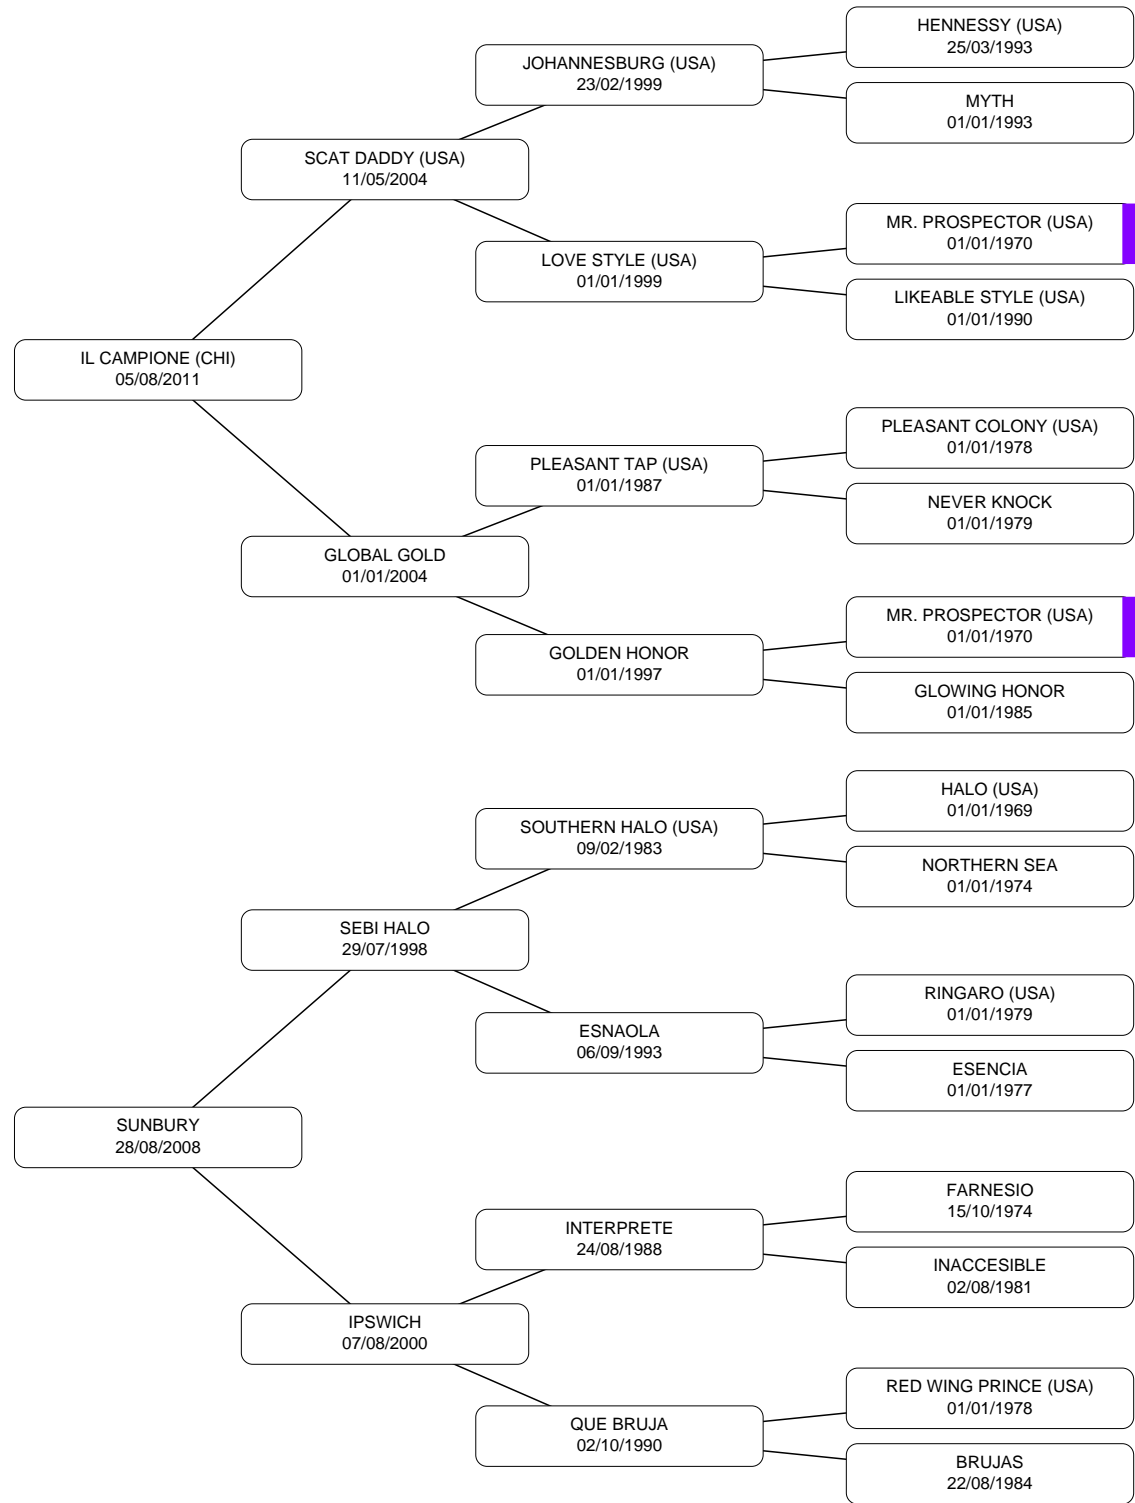 HENNESSY (USA)
25/03/1993
JOHANNESBURG (USA)
23/02/1999
MYTH
01/01/1993
SCAT DADDY (USA)
11/05/2004
MR. PROSPECTOR (USA)
01/01/1970
LOVE STYLE (USA)
01/01/1999
LIKEABLE STYLE (USA)
01/01/1990
IL CAMPIONE (CHI)
05/08/2011
PLEASANT COLONY (USA)
01/01/1978
PLEASANT TAP (USA)
01/01/1987
NEVER KNOCK
01/01/1979
GLOBAL GOLD
01/01/2004
MR. PROSPECTOR (USA)
01/01/1970
GOLDEN HONOR
01/01/1997
GLOWING HONOR
01/01/1985
HALO (USA)
01/01/1969
SOUTHERN HALO (USA)
09/02/1983
NORTHERN SEA
01/01/1974
SEBI HALO
29/07/1998
RINGARO (USA)
01/01/1979
ESNAOLA
06/09/1993
ESENCIA
01/01/1977
SUNBURY
28/08/2008
FARNESIO
15/10/1974
INTERPRETE
24/08/1988
INACCESIBLE
02/08/1981
IPSWICH
07/08/2000
RED WING PRINCE (USA)
01/01/1978
QUE BRUJA
02/10/1990
BRUJAS
22/08/1984